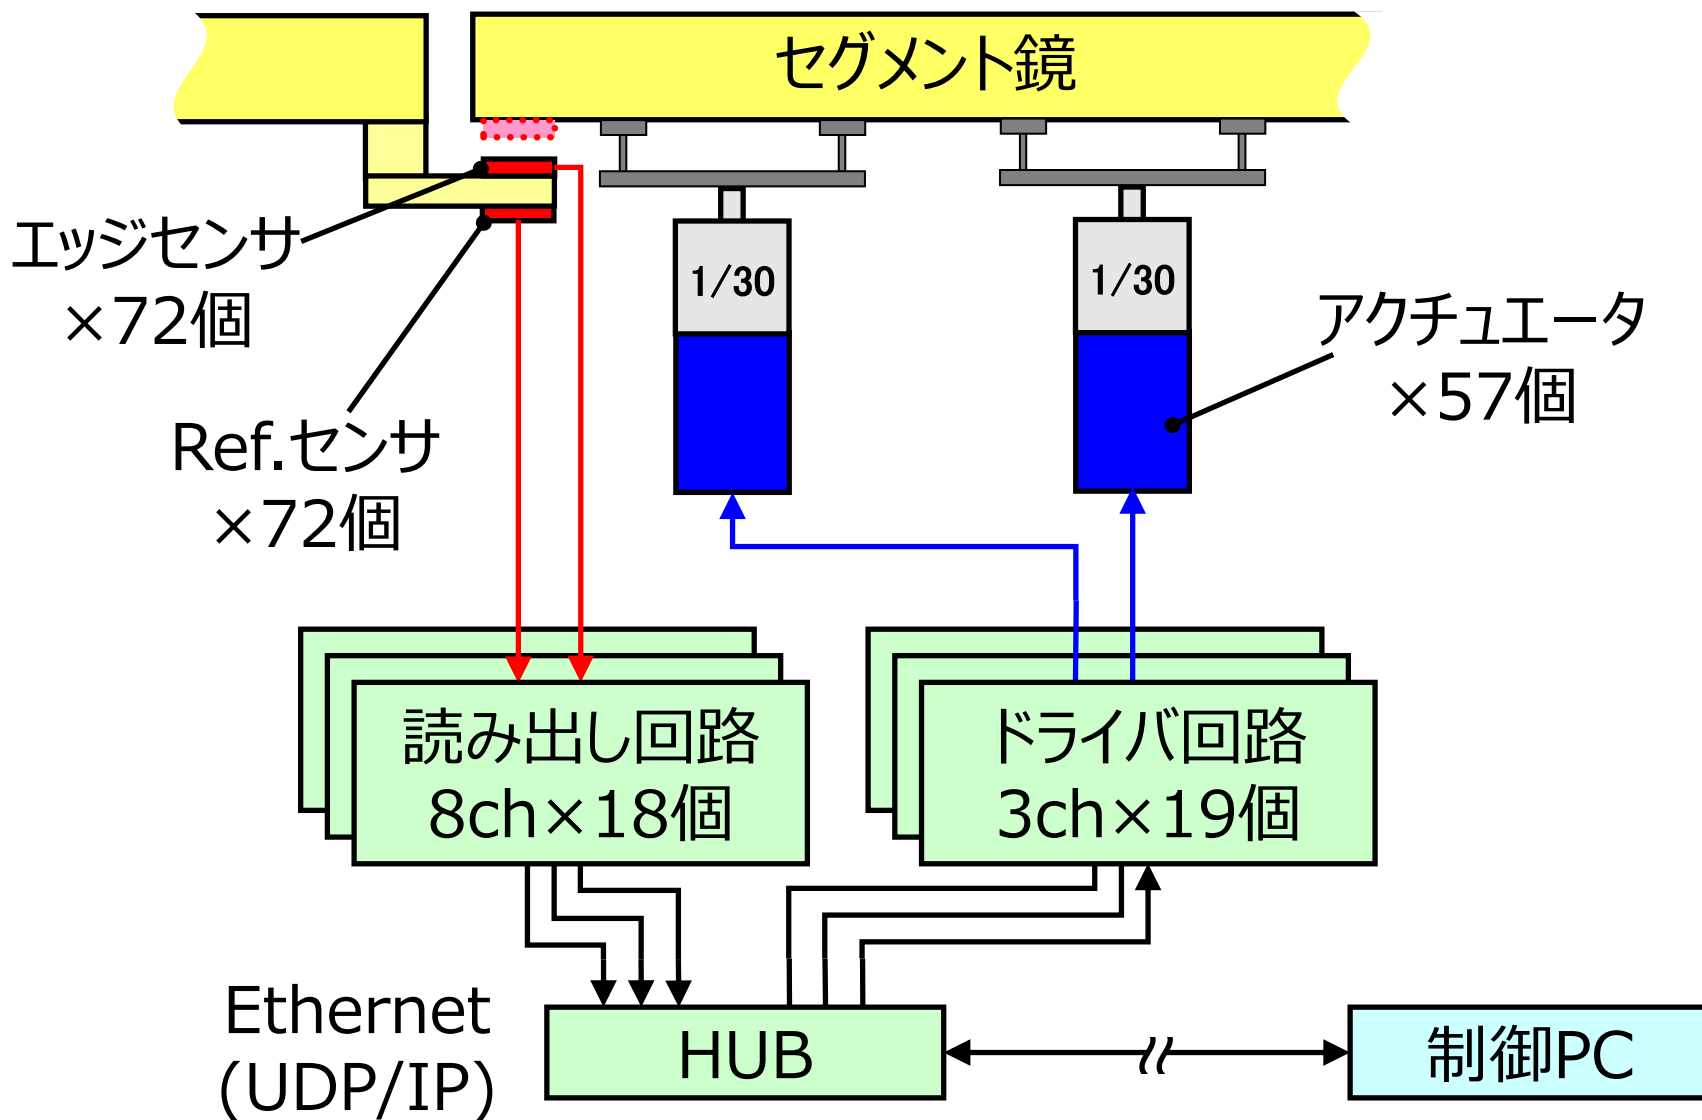 セグメント鏡
エッジセンサ
×72個
1/30
1/30
アクチュエータ
×57個
Ref.センサ
×72個
読み出し回路
8ch×18個
ドライバ回路
3ch×19個
Ethernet
(UDP/IP)
HUB
制御PC